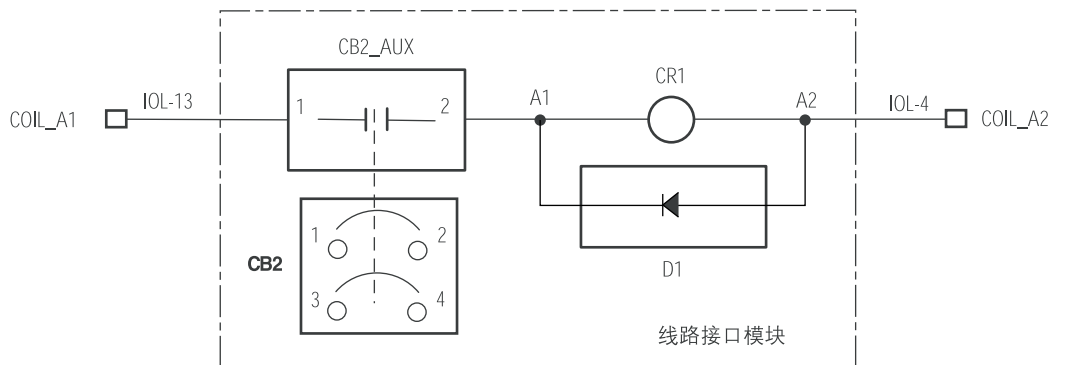 CB2_AUX
CR1
COIL_A1
IOL-13
1
2
A1
A2
IOL-4
COIL_A2
CB2
1
2
3
4
D1
线路接口模块